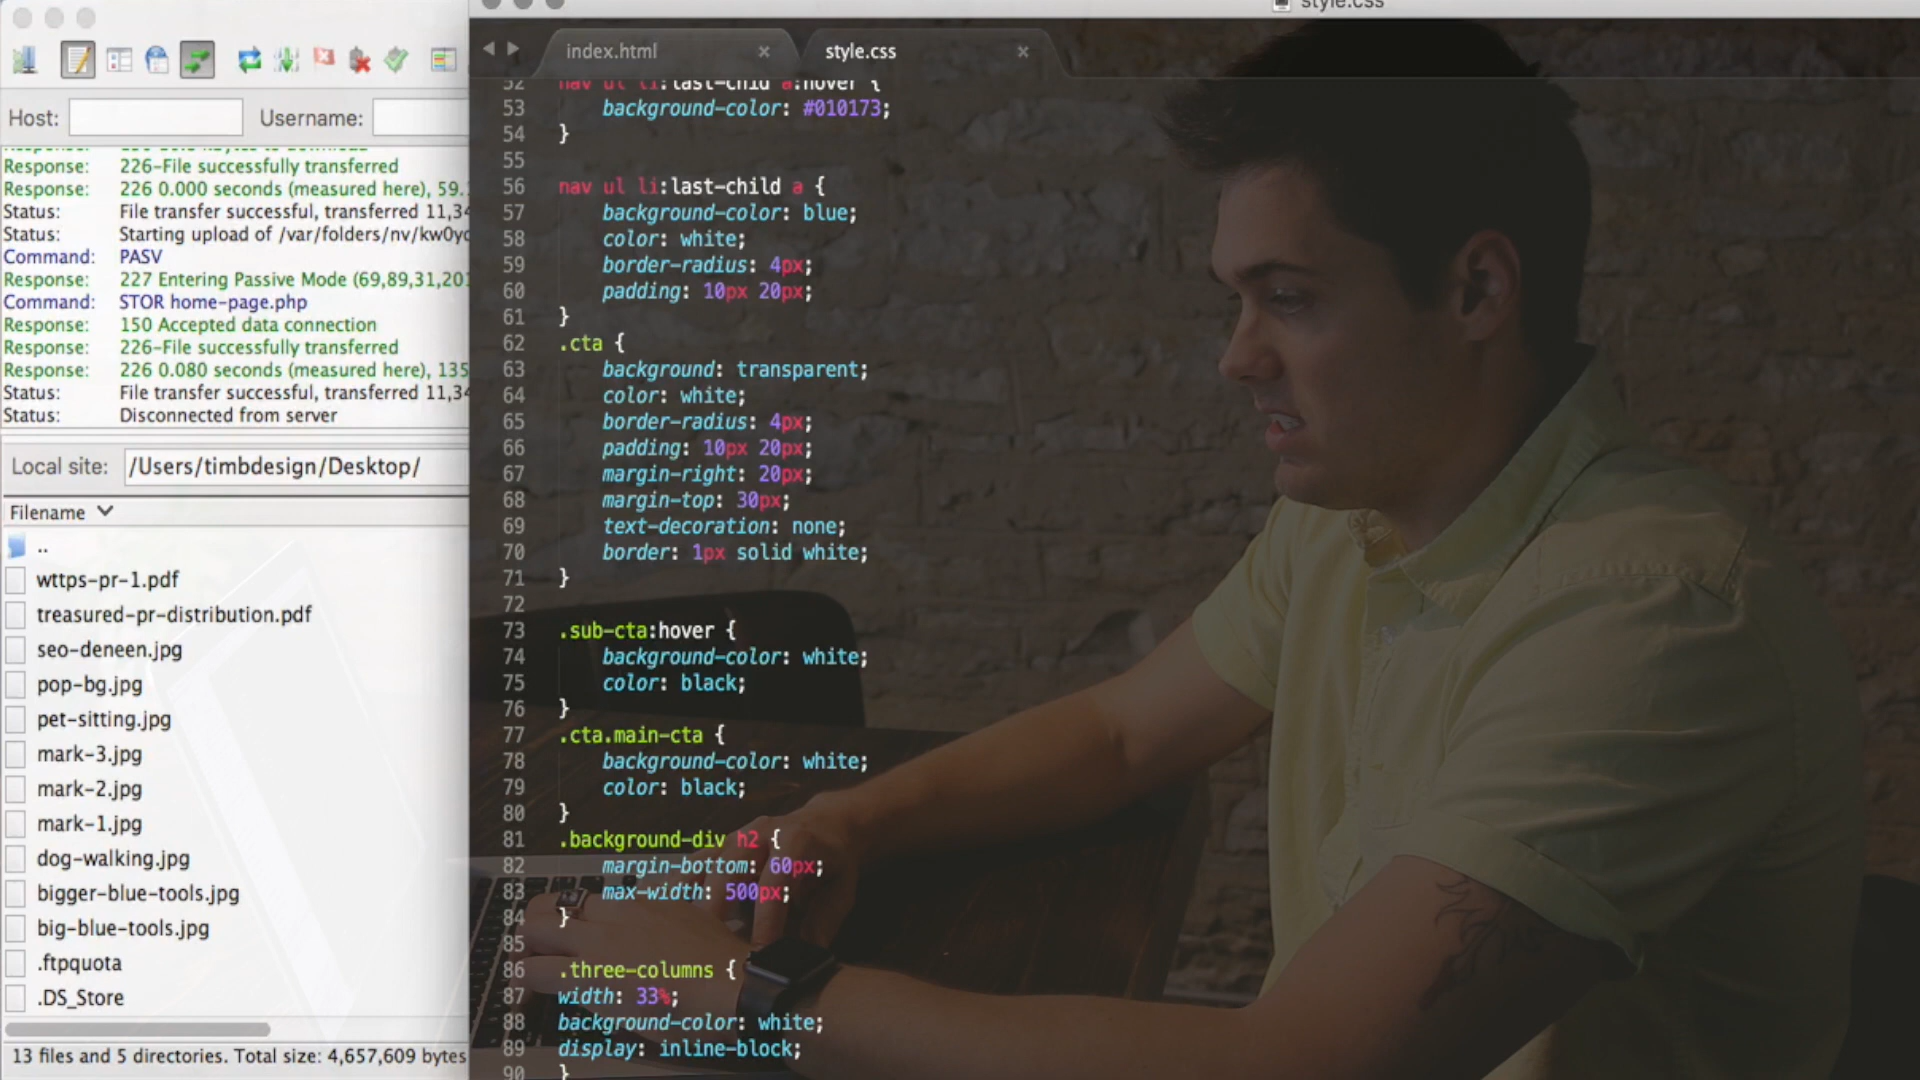 Host:
Username:
Response: 226-File successfully transferred
Response: 226 0.000 seconds (measured here), 59.
Status: File transfer successful, transferred 11,34
Status: Starting upload of /var/folders/nv/kw0y
Command: PASV
Response: 227 Entering Passive Mode (69,89,31,201
Command: STOR home-page.php
Response: 150 Accepted data connection
Response: 226-File successfully transferred
Response: 226 0.080 seconds (measured here), 135
Status: File transfer successful, transferred 11,34
Status: Disconnected from server
Local site: /Users/timbdesign/Desktop/
Filename
..
wttps-pr-1.pdf
treasured-pr-distribution.pdf
seo-deneen.jpg
pop-bg.jpg
pet-sitting.jpg
mark-3.jpg
mark-2.jpg
mark-1.jpg
dog-walking.jpg
bigger-blue-tools.jpg
big-blue-tools.jpg
.ftpquota
.DS_Store
13 files and 5 directories. Total size: 4,657,609 bytes
style.css
index.html
style.css
52 nav ul li:last-child a:hover {
53 background-color: #010173;
54 }
55
56 nav ul li:last-child a {
57 background-color: blue;
58 color: white;
59 border-radius: 4px;
60 padding: 10px 20px;
61 }
62 .cta {
63 background: transparent;
64 color: white;
65 border-radius: 4px;
66 padding: 10px 20px;
67 margin-right: 20px;
68 margin-top: 30px;
69 text-decoration: none;
70 border: 1px solid white;
71 }
72
73 .sub-cta:hover {
74 background-color: white;
75 color: black;
76 }
77 .cta.main-cta {
78 background-color: white;
79 color: black;
80 }
81 .background-div h2 {
82 margin-bottom: 60px;
83 max-width: 500px;
84 }
85
86 .three-columns {
87 width: 33%;
88 background-color: white;
89 display: inline-block;
90 }